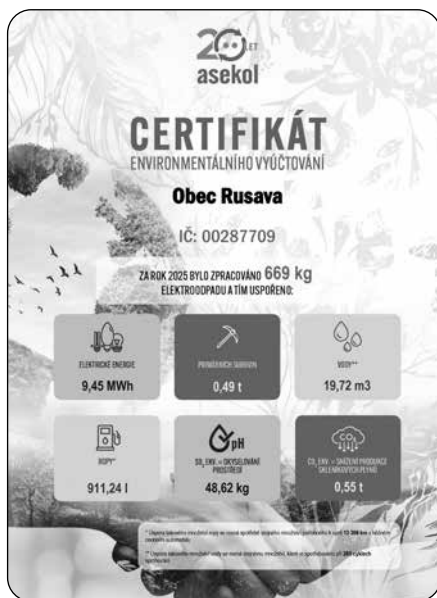 20 LET
asekol
CERTIFIKÁT
ENVIRONMENTÁLNÍHO VYÚČTOVÁNÍ
Obec Rusava
IČ: 00287709
ZA ROK 2025 BYLO ZPRACOVÁNO 669 kg
ELEKTROODPADU A TÍM USPOŘENO:
ELEKTRICKÉ ENERGIE
9,45 MWh
PRIMÁRNÍCH SUROVIN
0,49 t
VODY**
19,72 m3
ROPY*
911,24 l
pH
SO₂ EKV. = OKYSELOVÁNÍ
PROSTŘEDÍ
48,62 kg
CO₂
CO₂ EKV. = SNÍŽENÍ PRODUKCE
SKLENÍKOVÝCH PLYNŮ
0,55 t